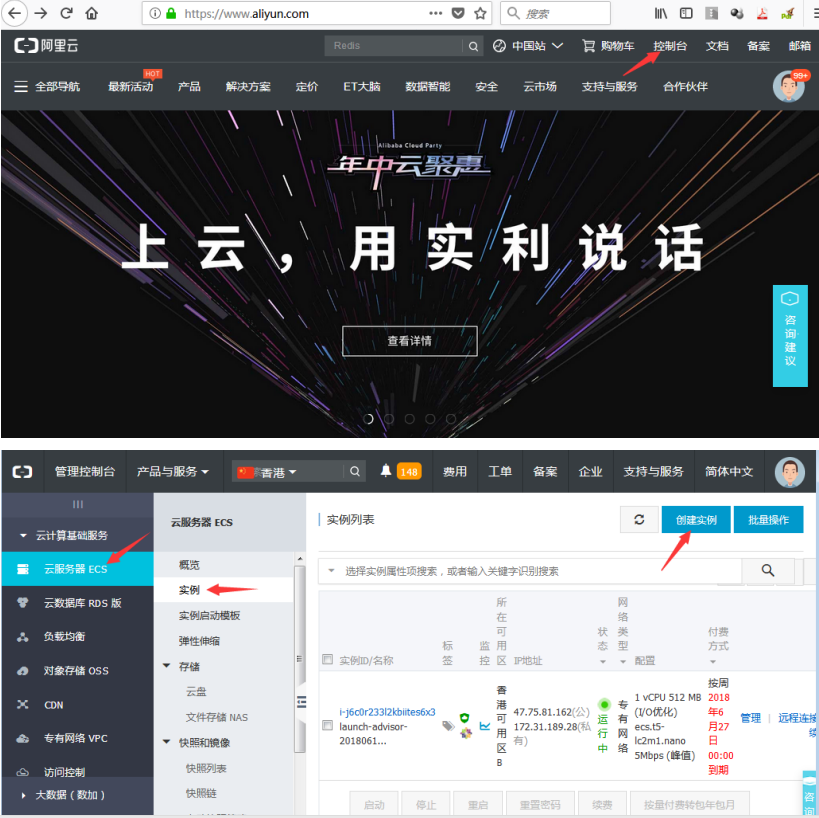 https://www.aliyun.com
搜索
阿里云
Redis
中国站
购物车
控制台
文档
备案
邮箱
全部导航
最新活动
HOT
产品
解决方案
定价
ET大脑
数据智能
安全
云市场
支持与服务
合作伙伴
99+
Alibaba Cloud Party
年中云聚惠
上云，用实利说话
查看详情
咨询建议
管理控制台
产品与服务
香港
148
费用
工单
备案
企业
支持与服务
简体中文
云计算基础服务
云服务器 ECS
云数据库 RDS 版
负载均衡
对象存储 OSS
CDN
专有网络 VPC
访问控制
大数据（数加）
云服务器 ECS
概览
实例
实例启动模板
弹性伸缩
存储
云盘
文件存储 NAS
快照和镜像
快照列表
快照链
实例列表
创建实例
批量操作
选择实例属性项搜索，或者输入关键字识别搜索
实例ID/名称
标签
监控
所在可用区
IP地址
状态
网络类型
配置
付费方式
i-j6c0r233l2kbiites6x3
launch-advisor-
2018061...
香港可用区B
47.75.81.162(公)
172.31.189.28(私有)
运行中
专有网络
1 vCPU 512 MB
(I/O优化)
ecs.t5-
lc2m1.nano
5Mbps (峰值)
按周
2018
年6
月27
日
00:00
到期
管理
远程连接
启动
停止
重启
重置密码
续费
按量付费转包年包月
咨询